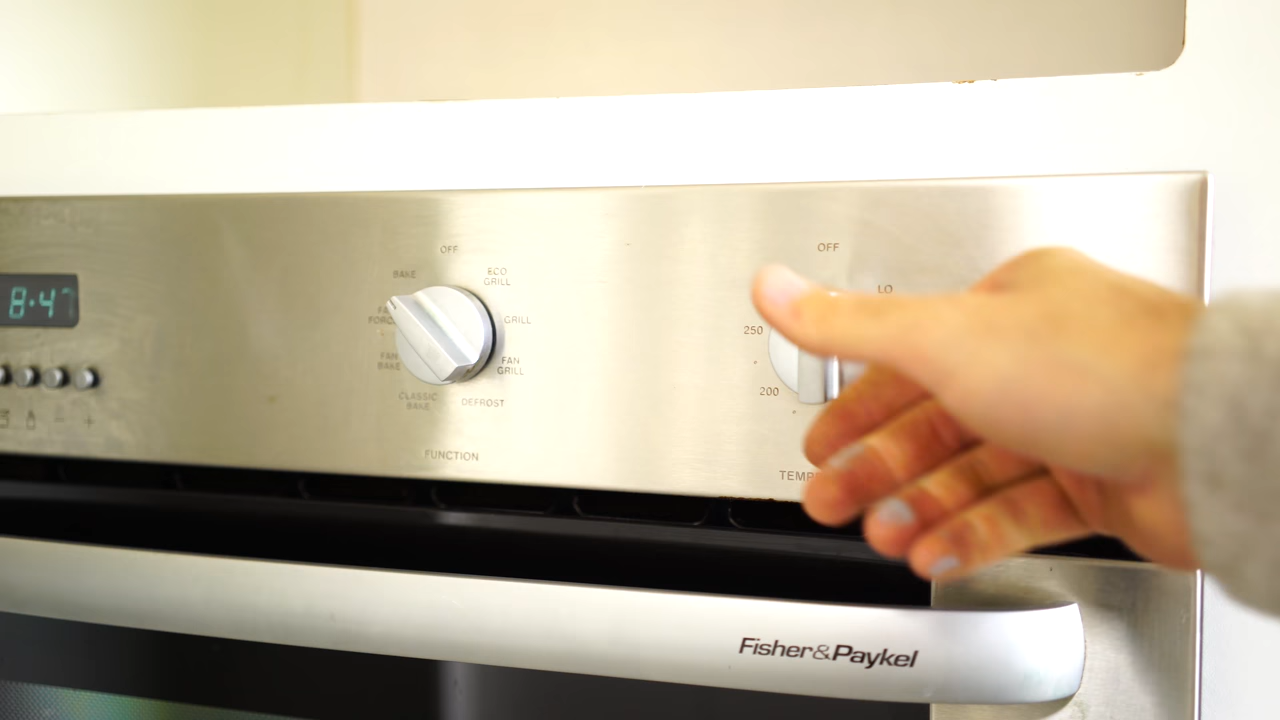 OFF
BAKE
ECO
GRILL
GRILL
FAN
GRILL
DEFROST
CLASSIC
BAKE
FAN
BAKE
FUNCTION
OFF
LO
250
200
8:47
Fisher&Paykel